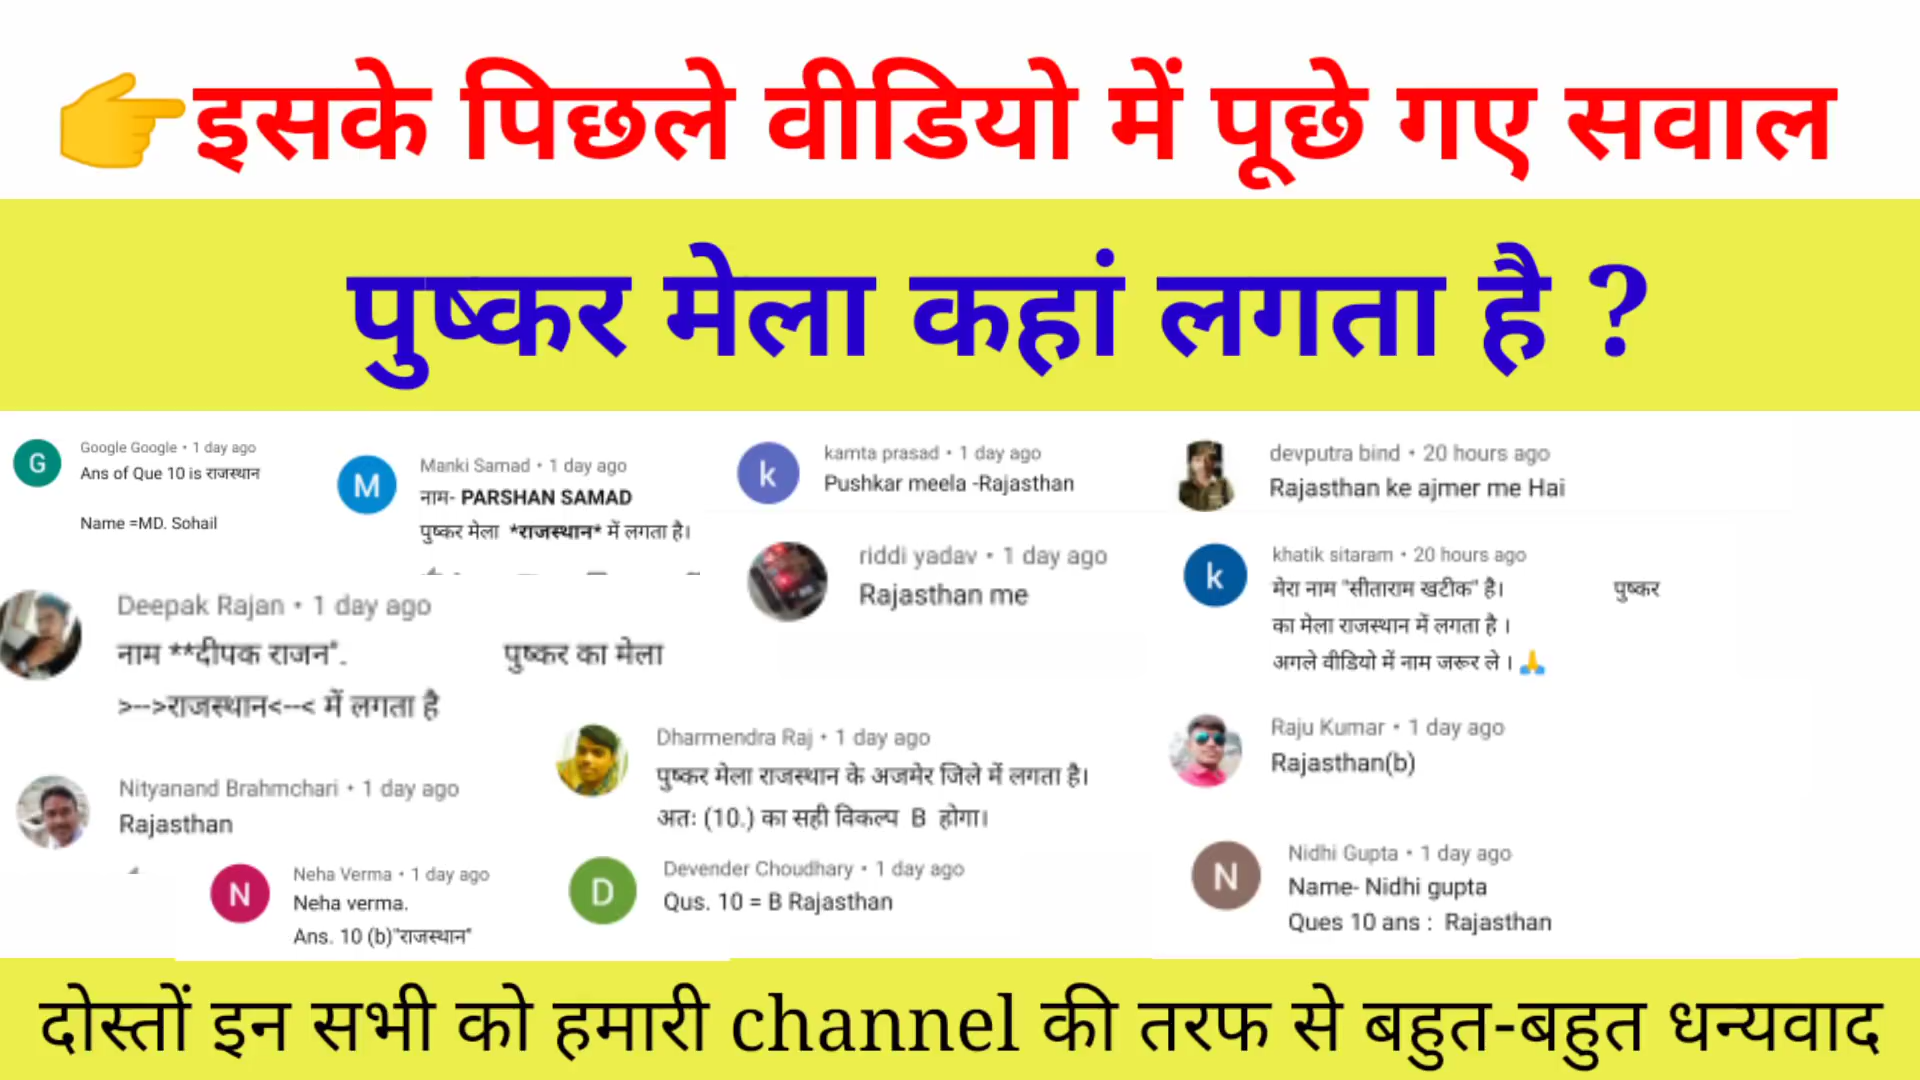 👉इसके पिछले वीडियो में पूछे गए सवाल
पुष्कर मेला कहां लगता है ?
G
Google Google • 1 day ago
Ans of Que 10 is राजस्थान
Name =MD. Sohail
M
Manki Samad • 1 day ago
नाम- PARSHAN SAMAD
पुष्कर मेला *राजस्थान* में लगता है।
k
kamta prasad • 1 day ago
Pushkar meela -Rajasthan
devputra bind • 20 hours ago
Rajasthan ke ajmer me Hai
riddi yadav • 1 day ago
Rajasthan me
k
khatik sitaram • 20 hours ago
मेरा नाम "सीताराम खटीक" है। पुष्कर
का मेला राजस्थान में लगता है ।
अगले वीडियो में नाम जरूर ले । 🙏
Deepak Rajan • 1 day ago
नाम **दीपक राजन*. पुष्कर का मेला
>-->राजस्थान<--< में लगता है
Dharmendra Raj • 1 day ago
पुष्कर मेला राजस्थान के अजमेर जिले में लगता है।
अतः (10.) का सही विकल्प B होगा।
Raju Kumar • 1 day ago
Rajasthan(b)
Nityanand Brahmchari • 1 day ago
Rajasthan
N
Neha Verma • 1 day ago
Neha verma.
Ans. 10 (b)"राजस्थान"
D
Devender Choudhary • 1 day ago
Qus. 10 = B Rajasthan
N
Nidhi Gupta • 1 day ago
Name- Nidhi gupta
Ques 10 ans : Rajasthan
दोस्तों इन सभी को हमारी channel की तरफ से बहुत-बहुत धन्यवाद